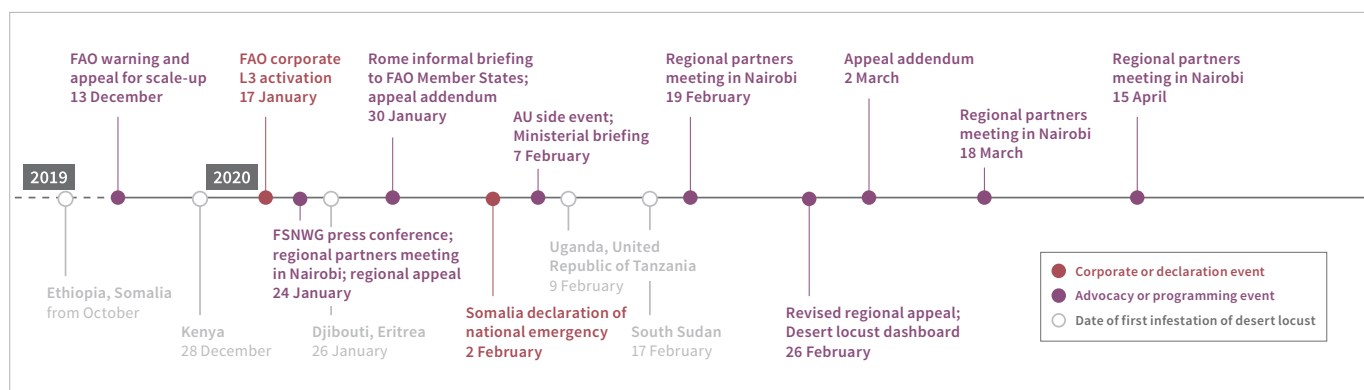 FAO warning and
appeal for scale-up
13 December
FAO corporate
L3 activation
17 January
Rome informal briefing
to FAO Member States;
appeal addendum
30 January
AU side event;
Ministerial briefing
7 February
Regional partners
meeting in Nairobi
19 February
Appeal addendum
2 March
Regional partners
meeting in Nairobi
18 March
Regional partners
meeting in Nairobi
15 April
2019
2020
Ethiopia, Somalia
from October
Kenya
28 December
FSNWG press conference;
regional partners meeting
in Nairobi; regional appeal
24 January
Djibouti, Eritrea
26 January
Somalia declaration of
national emergency
2 February
Uganda, United
Republic of Tanzania
9 February
South Sudan
17 February
Revised regional appeal;
Desert locust dashboard
26 February
Corporate or declaration event
Advocacy or programming event
Date of first infestation of desert locust